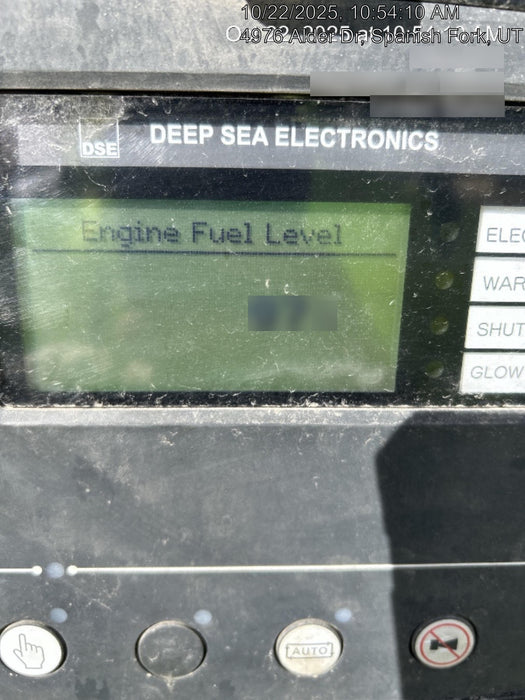 10/22/2025, 10:54:10 AM
4976 Alder Dr, Spanish Fork, UT
DSE
DEEP SEA ELECTRONICS
Engine Fuel Level
ELEC
WAR
SHUT
GLOW
AUTO